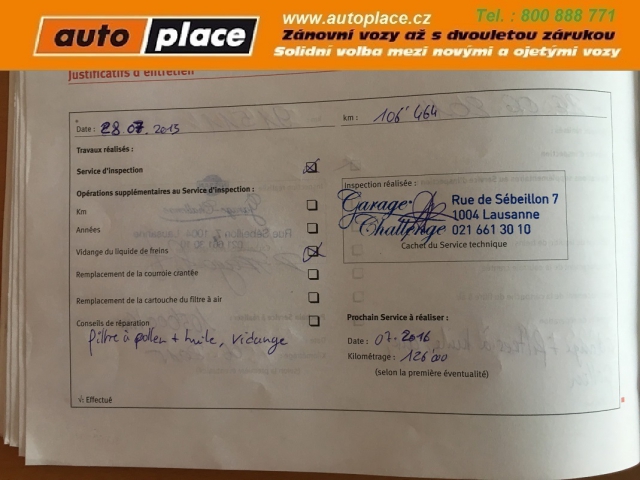 auto place
www.autoplace.cz
Tel. : 800 888 771
Zánovní vozy až s dvouletou zárukou
Solidní volba mezi novými a ojetými vozy
Justificatifs d'entretien
Date : 28 07. 2015
km : 106'464
Travaux réalisés :
Service d'inspection
Opérations supplémentaires au Service d'inspection :
Km
Années
Vidange du liquide de freins
Remplacement de la courroie crantée
Remplacement de la cartouche du filtre à air
Conseils de réparation
filtre à pollen + huile, vidange
√: Effectué
Inspection réalisée :
Garage Challenge
Rue de Sébeillon 7
1004 Lausanne
021 661 30 10
Cachet du Service technique
Prochain Service à réaliser :
Date : 07. 2016
Kilométrage : 126'000
(selon la première éventualité)